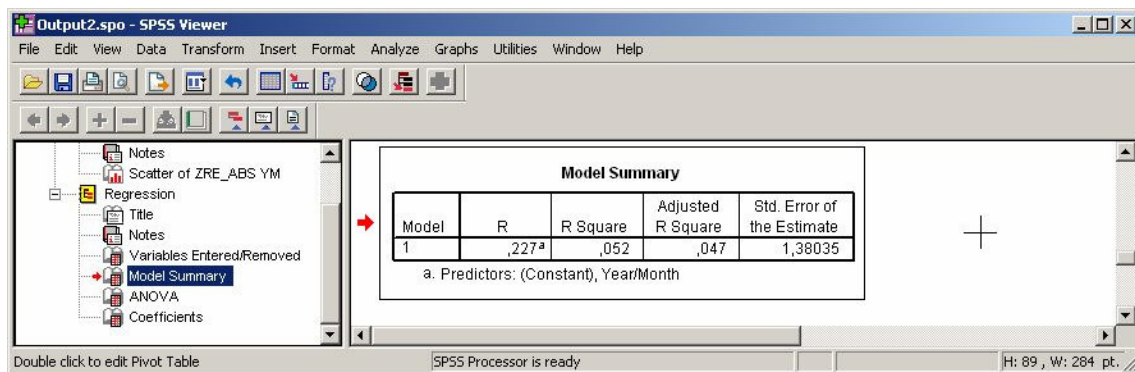 Output2.spo - SPSS Viewer
File Edit View Data Transform Insert Format Analyze Graphs Utilities Window Help
Notes
Scatter of ZRE_ABS YM
Regression
Title
Notes
Variables Entered/Removed
Model Summary
ANOVA
Coefficients
Model Summary
Model R R Square Adjusted R Square Std. Error of the Estimate
1 ,227a ,052 ,047 1,38035
a. Predictors: (Constant), Year/Month
Double click to edit Pivot Table SPSS Processor is ready H: 89 , W: 284 pt.